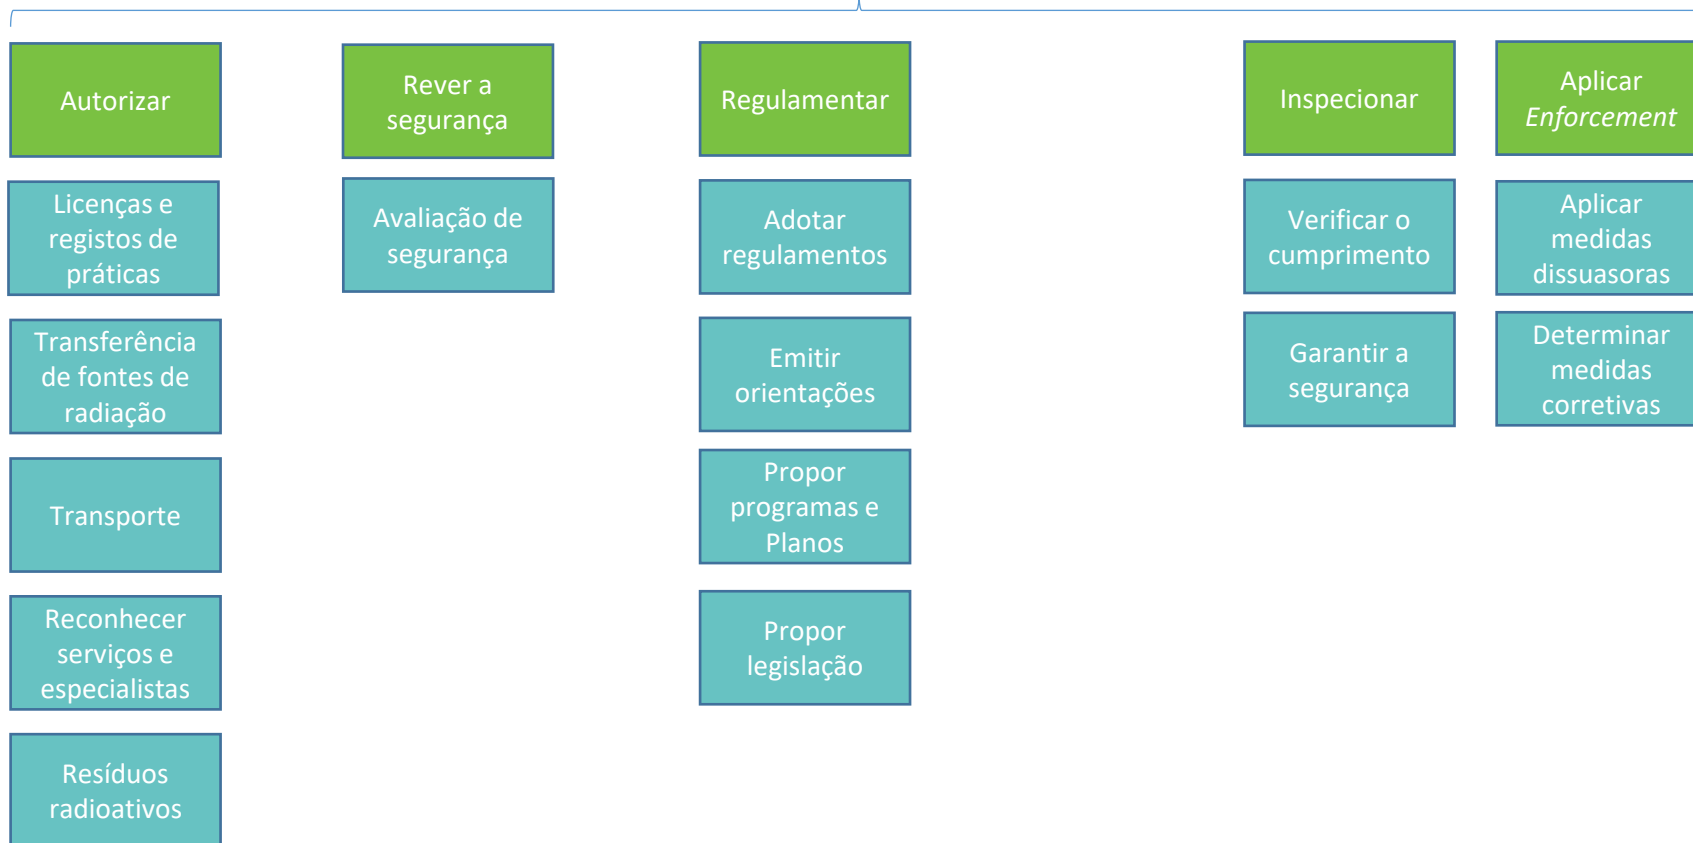 Autorizar
Rever a
segurança
Regulamentar
Inspecionar
Aplicar
Enforcement
Licenças e
registos de
práticas
Avaliação de
segurança
Adotar
regulamentos
Verificar o
cumprimento
Aplicar
medidas
dissuasoras
Transferência
de fontes de
radiação
Emitir
orientações
Garantir a
segurança
Determinar
medidas
corretivas
Transporte
Propor
programas e
Planos
Reconhecer
serviços e
especialistas
Propor
legislação
Resíduos
radioativos